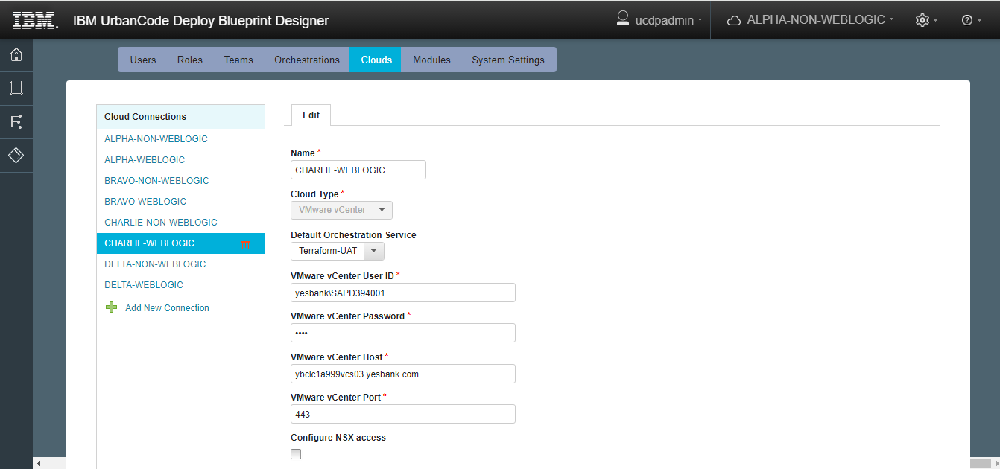 IBM IBM UrbanCode Deploy Blueprint Designer ucdpadmin ALPHA-NON-WEBLOGIC
Users Roles Teams Orchestrations Clouds Modules System Settings
Cloud Connections
ALPHA-NON-WEBLOGIC
ALPHA-WEBLOGIC
BRAVO-NON-WEBLOGIC
BRAVO-WEBLOGIC
CHARLIE-NON-WEBLOGIC
CHARLIE-WEBLOGIC
DELTA-NON-WEBLOGIC
DELTA-WEBLOGIC
Add New Connection
Edit
Name *
CHARLIE-WEBLOGIC
Cloud Type *
VMware vCenter
Default Orchestration Service
Terraform-UAT
VMware vCenter User ID *
yesbank\SAPD394001
VMware vCenter Password *
••••
VMware vCenter Host *
ybclc1a999vcs03.yesbank.com
VMware vCenter Port *
443
Configure NSX access